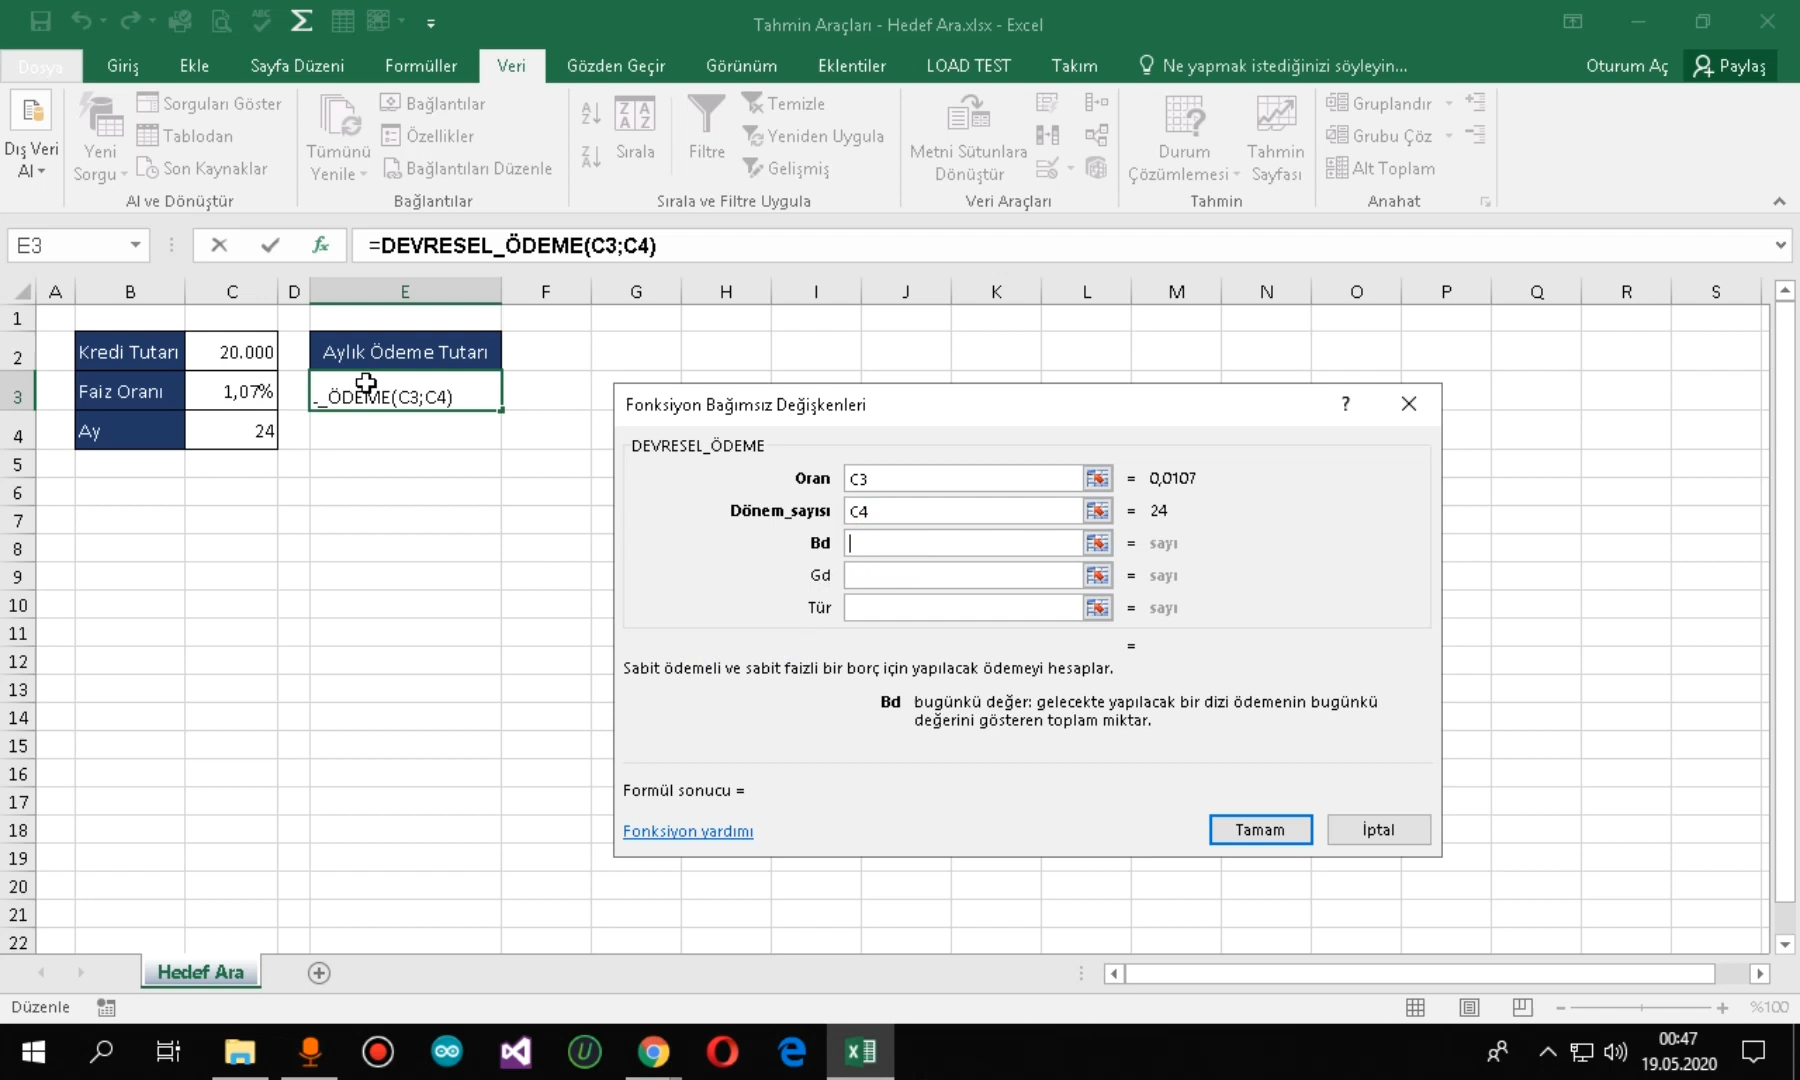 Tahmin Araçları - Hedef Ara.xlsx - Excel
Dosya Giriş Ekle Sayfa Düzeni Formüller Veri Gözden Geçir Görünüm Eklentiler LOAD TEST Takım Ne yapmak istediğinizi söyleyin... Oturum Aç Paylaş
Dış Veri Al
Yeni Sorgu
Sorguları Göster
Tablodan
Son Kaynaklar
Al ve Dönüştür
Tümünü Yenile
Bağlantılar
Özellikler
Bağlantıları Düzenle
Bağlantılar
Sırala
Filtre
Temizle
Yeniden Uygula
Gelişmiş
Sırala ve Filtre Uygula
Metni Sütunlara Dönüştür
Veri Araçları
Durum Çözümlemesi
Tahmin Sayfası
Tahmin
Gruplandır
Grubu Çöz
Alt Toplam
Anahat
E3 fx =DEVRESEL_ÖDEME(C3;C4)
A B C D E F G H I J K L M N O P Q R S
1
2 Kredi Tutarı 20.000 Aylık Ödeme Tutarı
3 Faiz Oranı 1,07% _ÖDEME(C3;C4)
4 Ay 24
5
6
7
8
9
10
11
12
13
14
15
16
17
18
19
20
21
22
Fonksiyon Bağımsız Değişkenleri ?
DEVRESEL_ÖDEME
Oran C3 = 0,0107
Dönem_sayısı C4 = 24
Bd = sayı
Gd = sayı
Tür = sayı
=
Sabit ödemeli ve sabit faizli bir borç için yapılacak ödemeyi hesaplar.
Bd bugünkü değer: gelecekte yapılacak bir dizi ödemenin bugünkü
değerini gösteren toplam miktar.
Formül sonucu =
Fonksiyon yardımı Tamam İptal
Hedef Ara
Düzenle %100
00:47
19.05.2020